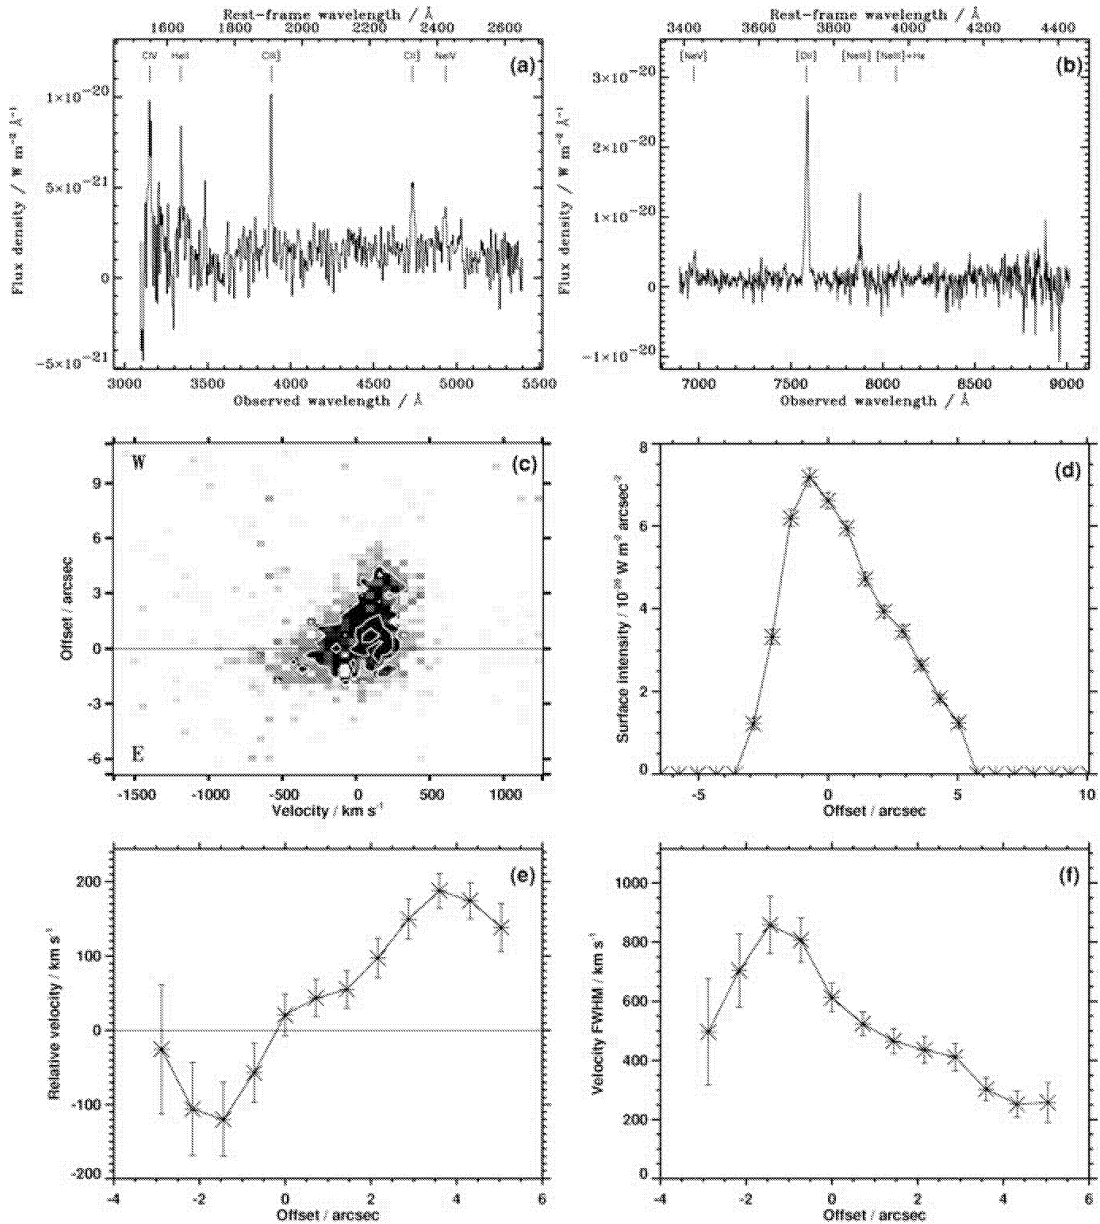 Rest-frame wavelength / Å
1600 1800 2000 2200 2400 2600
CIV HeII CIII] CII] NeIV
(a)
1×10⁻²⁰
5×10⁻²¹
0
−5×10⁻²¹
Flux density / W m⁻² Å⁻¹
3000 3500 4000 4500 5000 5500
Observed wavelength / Å
Rest-frame wavelength / Å
3400 3600 3800 4000 4200 4400
[NeV] [OII] [NeIII] [NeIII]+He
(b)
3×10⁻²⁰
2×10⁻²⁰
1×10⁻²⁰
0
−1×10⁻²⁰
Flux density / W m⁻² Å⁻¹
7000 7500 8000 8500 9000
Observed wavelength / Å
W
(c)
9
6
3
0
-3
-6
Offset / arcsec
E
-1500 -1000 -500 0 500 1000
Velocity / km s⁻¹
(d)
8
6
4
2
0
Surface intensity / 10⁻²⁰ W m⁻² arcsec⁻²
-5 0 5 10
Offset / arcsec
(e)
200
100
0
-100
-200
Relative velocity / km s⁻¹
-4 -2 0 2 4 6
Offset / arcsec
(f)
1000
800
600
400
200
0
Velocity FWHM / km s⁻¹
-4 -2 0 2 4 6
Offset / arcsec